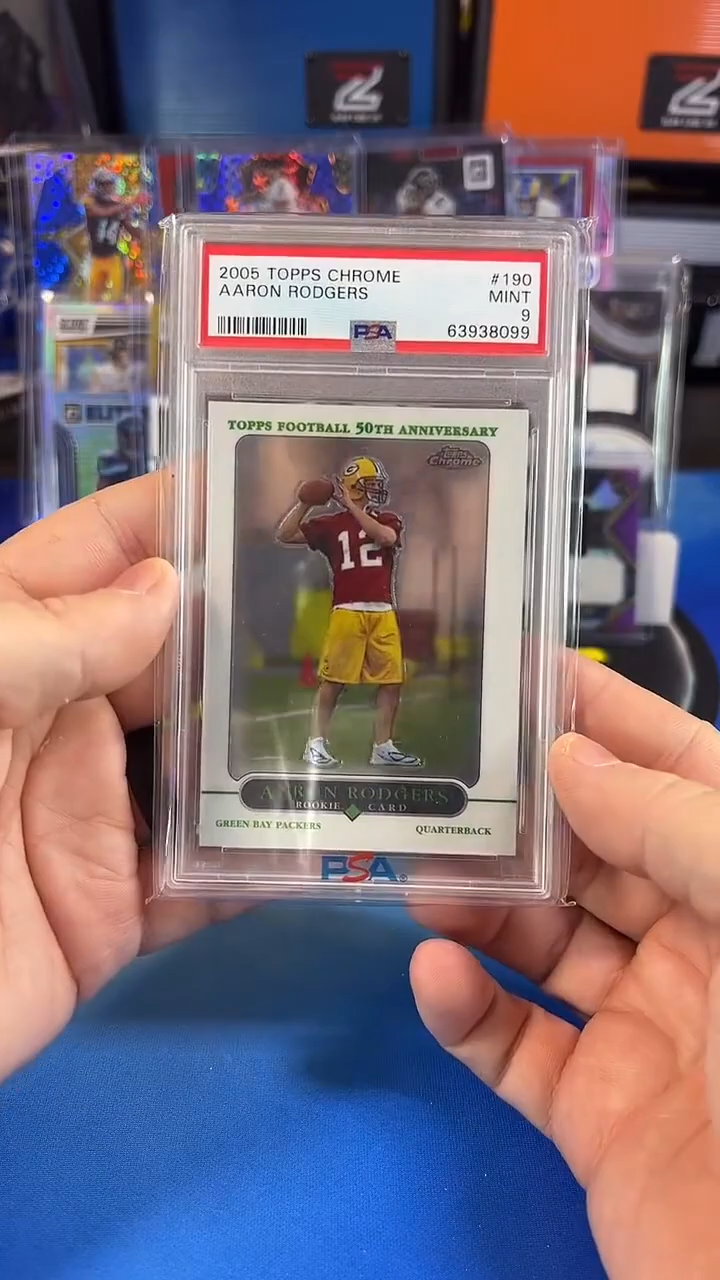 2005 TOPPS CHROME #190
AARON RODGERS MINT
9
PSA 63938099
TOPPS FOOTBALL 50TH ANNIVERSARY
TOPPS
Chrome
G
12
AARON RODGERS
ROOKIE CARD
GREEN BAY PACKERS QUARTERBACK
PSA
ELITE